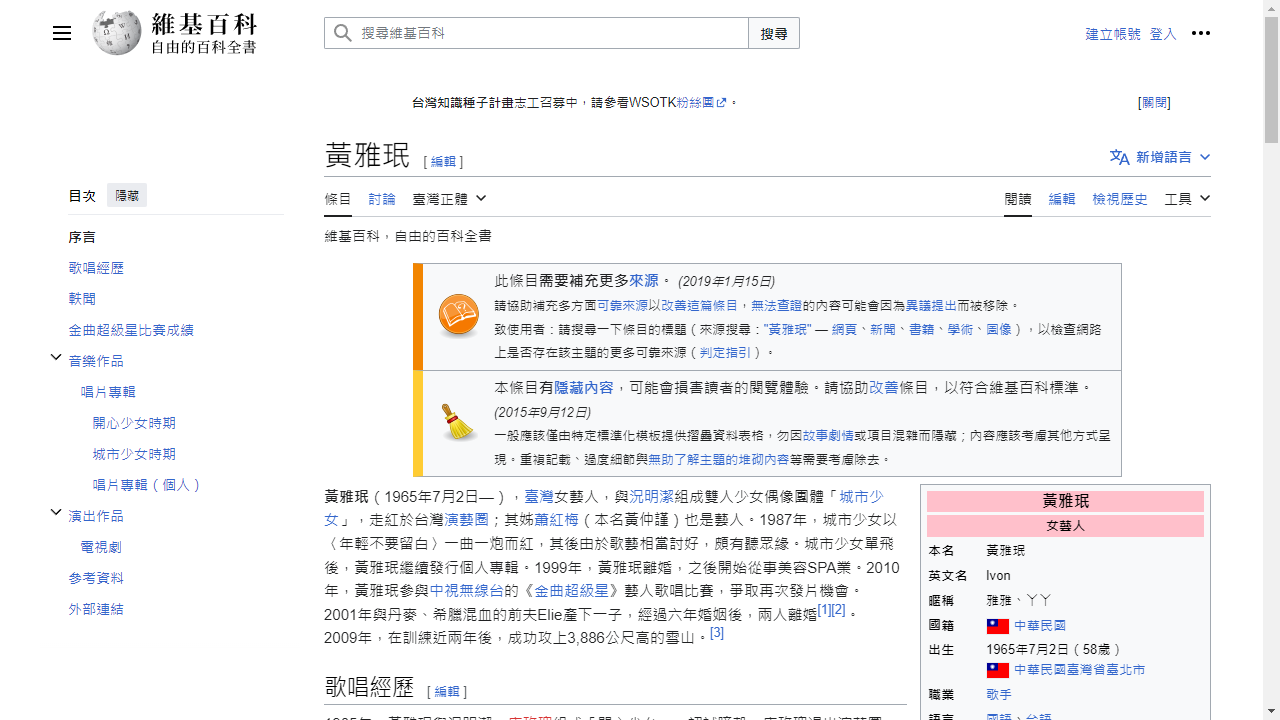 維基百科
自由的百科全書
搜尋維基百科
搜尋
建立帳號 登入
台灣知識種子計畫志工召募中，請參看WSOTK粉絲團。
[關閉]
黃雅珉 [編輯]
新增語言
目次 隱藏
序言
歌唱經歷
軼聞
金曲超級星比賽成績
音樂作品
唱片專輯
開心少女時期
城市少女時期
唱片專輯（個人）
演出作品
電視劇
參考資料
外部連結
條目 討論 臺灣正體
閱讀 編輯 檢視歷史 工具
維基百科，自由的百科全書
此條目需要補充更多來源。 (2019年1月15日)
請協助補充多方面可靠來源以改善這篇條目，無法查證的內容可能會因為異議提出而被移除。
致使用者：請搜尋一下條目的標題（來源搜尋："黃雅珉" — 網頁、新聞、書籍、學術、圖像），以檢查網路
上是否存在該主題的更多可靠來源（判定指引）。
本條目有隱藏內容，可能會損害讀者的閱覽體驗。請協助改善條目，以符合維基百科標準。
(2015年9月12日)
一般應該僅由特定標準化模板提供摺疊資料表格，勿因故事劇情或項目混雜而隱藏；內容應該考慮其他方式呈
現。重複記載、過度細節與無助了解主題的堆砌內容等需要考慮除去。
黃雅珉（1965年7月2日—），臺灣女藝人，與況明潔組成雙人少女偶像團體「城市少
女」，走紅於台灣演藝圈；其姊蕭紅梅（本名黃仲謹）也是藝人。1987年，城市少女以
〈年輕不要留白〉一曲一炮而紅，其後由於歌藝相當討好，頗有聽眾緣。城市少女單飛
後，黃雅珉繼續發行個人專輯。1999年，黃雅珉離婚，之後開始從事美容SPA業。2010
年，黃雅珉參與中視無線台的《金曲超級星》藝人歌唱比賽，爭取再次發片機會。
2001年與丹麥、希臘混血的前夫Elie產下一子，經過六年婚姻後，兩人離婚[1][2]。
2009年，在訓練近兩年後，成功攻上3,886公尺高的雪山。[3]
歌唱經歷 [編輯]
黃雅珉
女藝人
本名 黃雅珉
英文名 Ivon
暱稱 雅雅、丫丫
國籍 中華民國
出生 1965年7月2日（58歲）
中華民國臺灣省臺北市
職業 歌手
語言 國語、台語